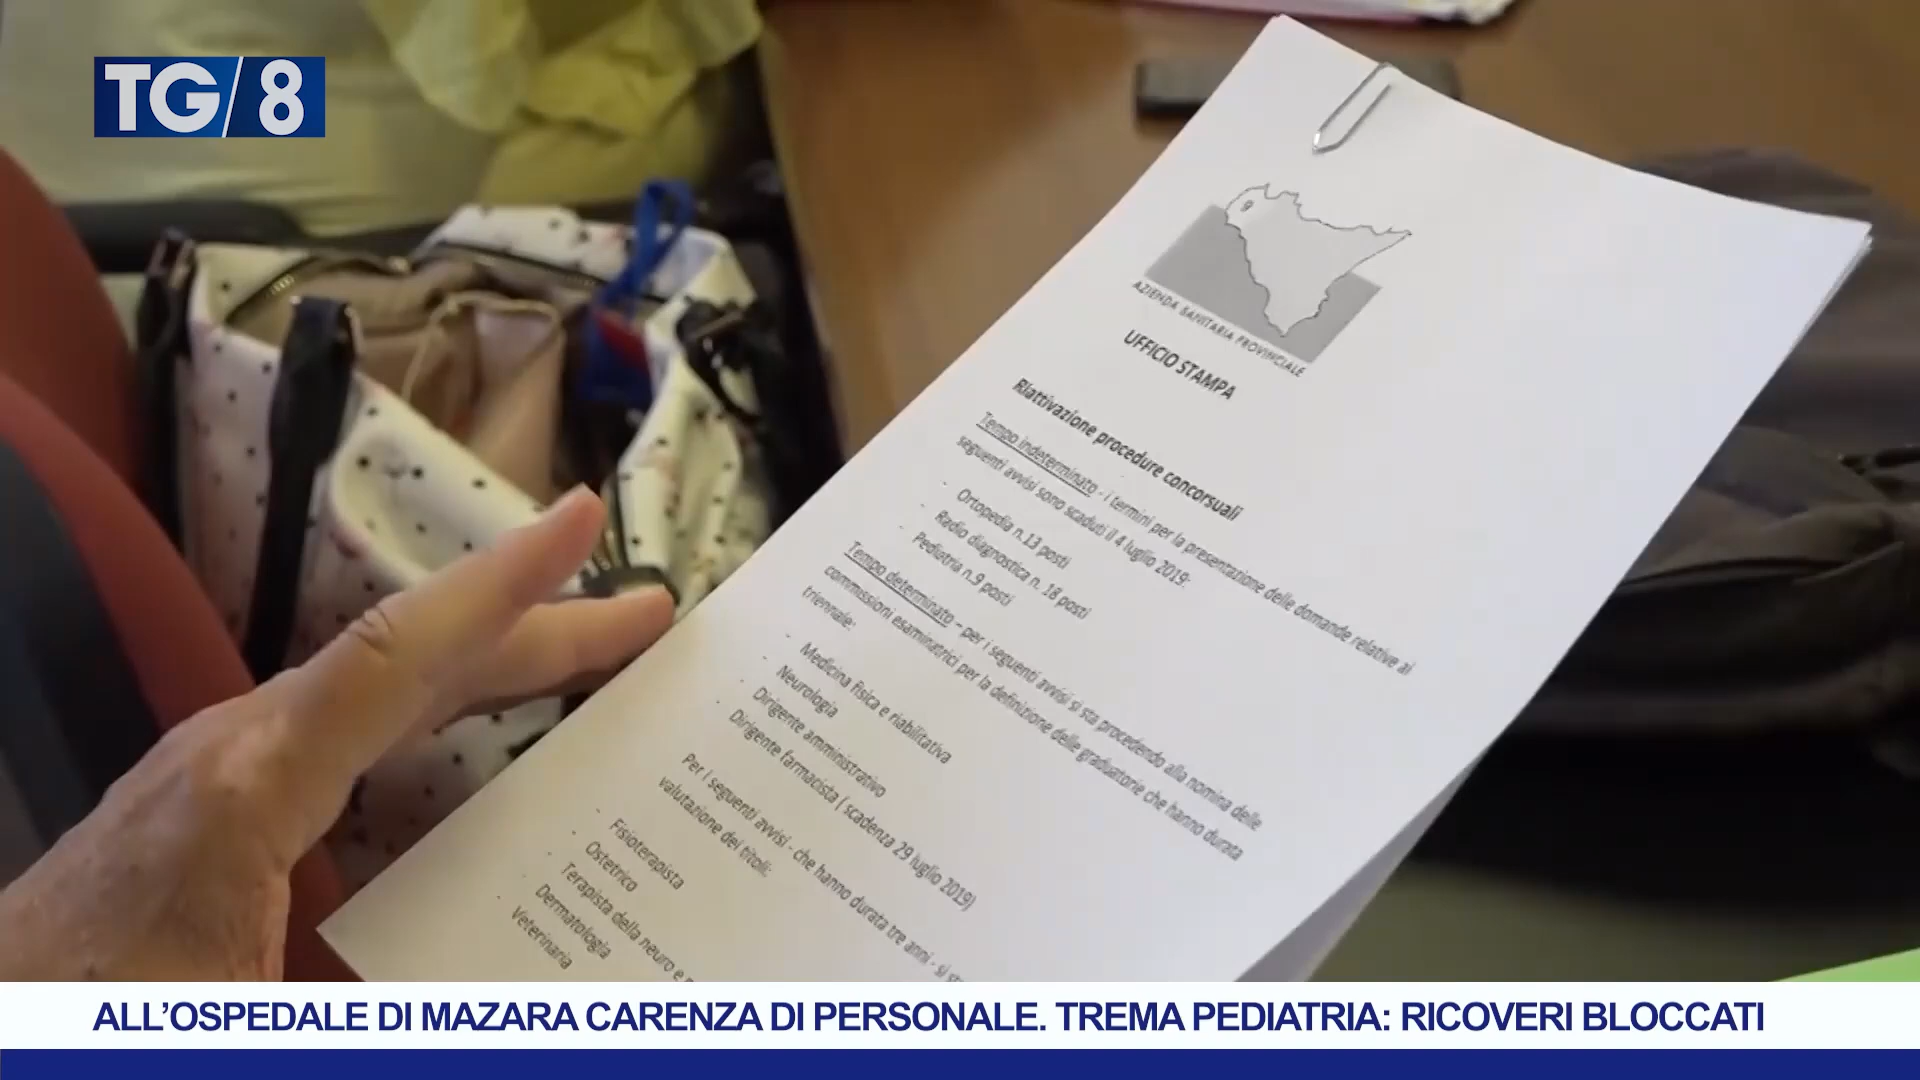 TG/8
AZIENDA SANITARIA PROVINCIALE
UFFICIO STAMPA
Riattivazione procedure concorsuali
Tempo indeterminato - i termini per la presentazione delle domande relative ai
seguenti avvisi sono scaduti il 4 luglio 2019:
- Ortopedia n.13 posti
- Radio diagnostica n. 18 posti
- Pediatria n.9 posti
Tempo determinato – per i seguenti avvisi si sta procedendo alla nomina delle
commissioni esaminatrici per la definizione delle graduatorie che hanno durata
triennale:
- Medicina fisica e riabilitativa
- Neurologia
- Dirigente amministrativo
- Dirigente farmacista ( scadenza 29 luglio 2019)
Per i seguenti avvisi - che hanno durata tre anni - si
valutazione dei titoli:
- Fisioterapista
- Ostetrico
- Terapista della neuro e
- Dermatologia
- Veterinaria
ALL'OSPEDALE DI MAZARA CARENZA DI PERSONALE. TREMA PEDIATRIA: RICOVERI BLOCCATI